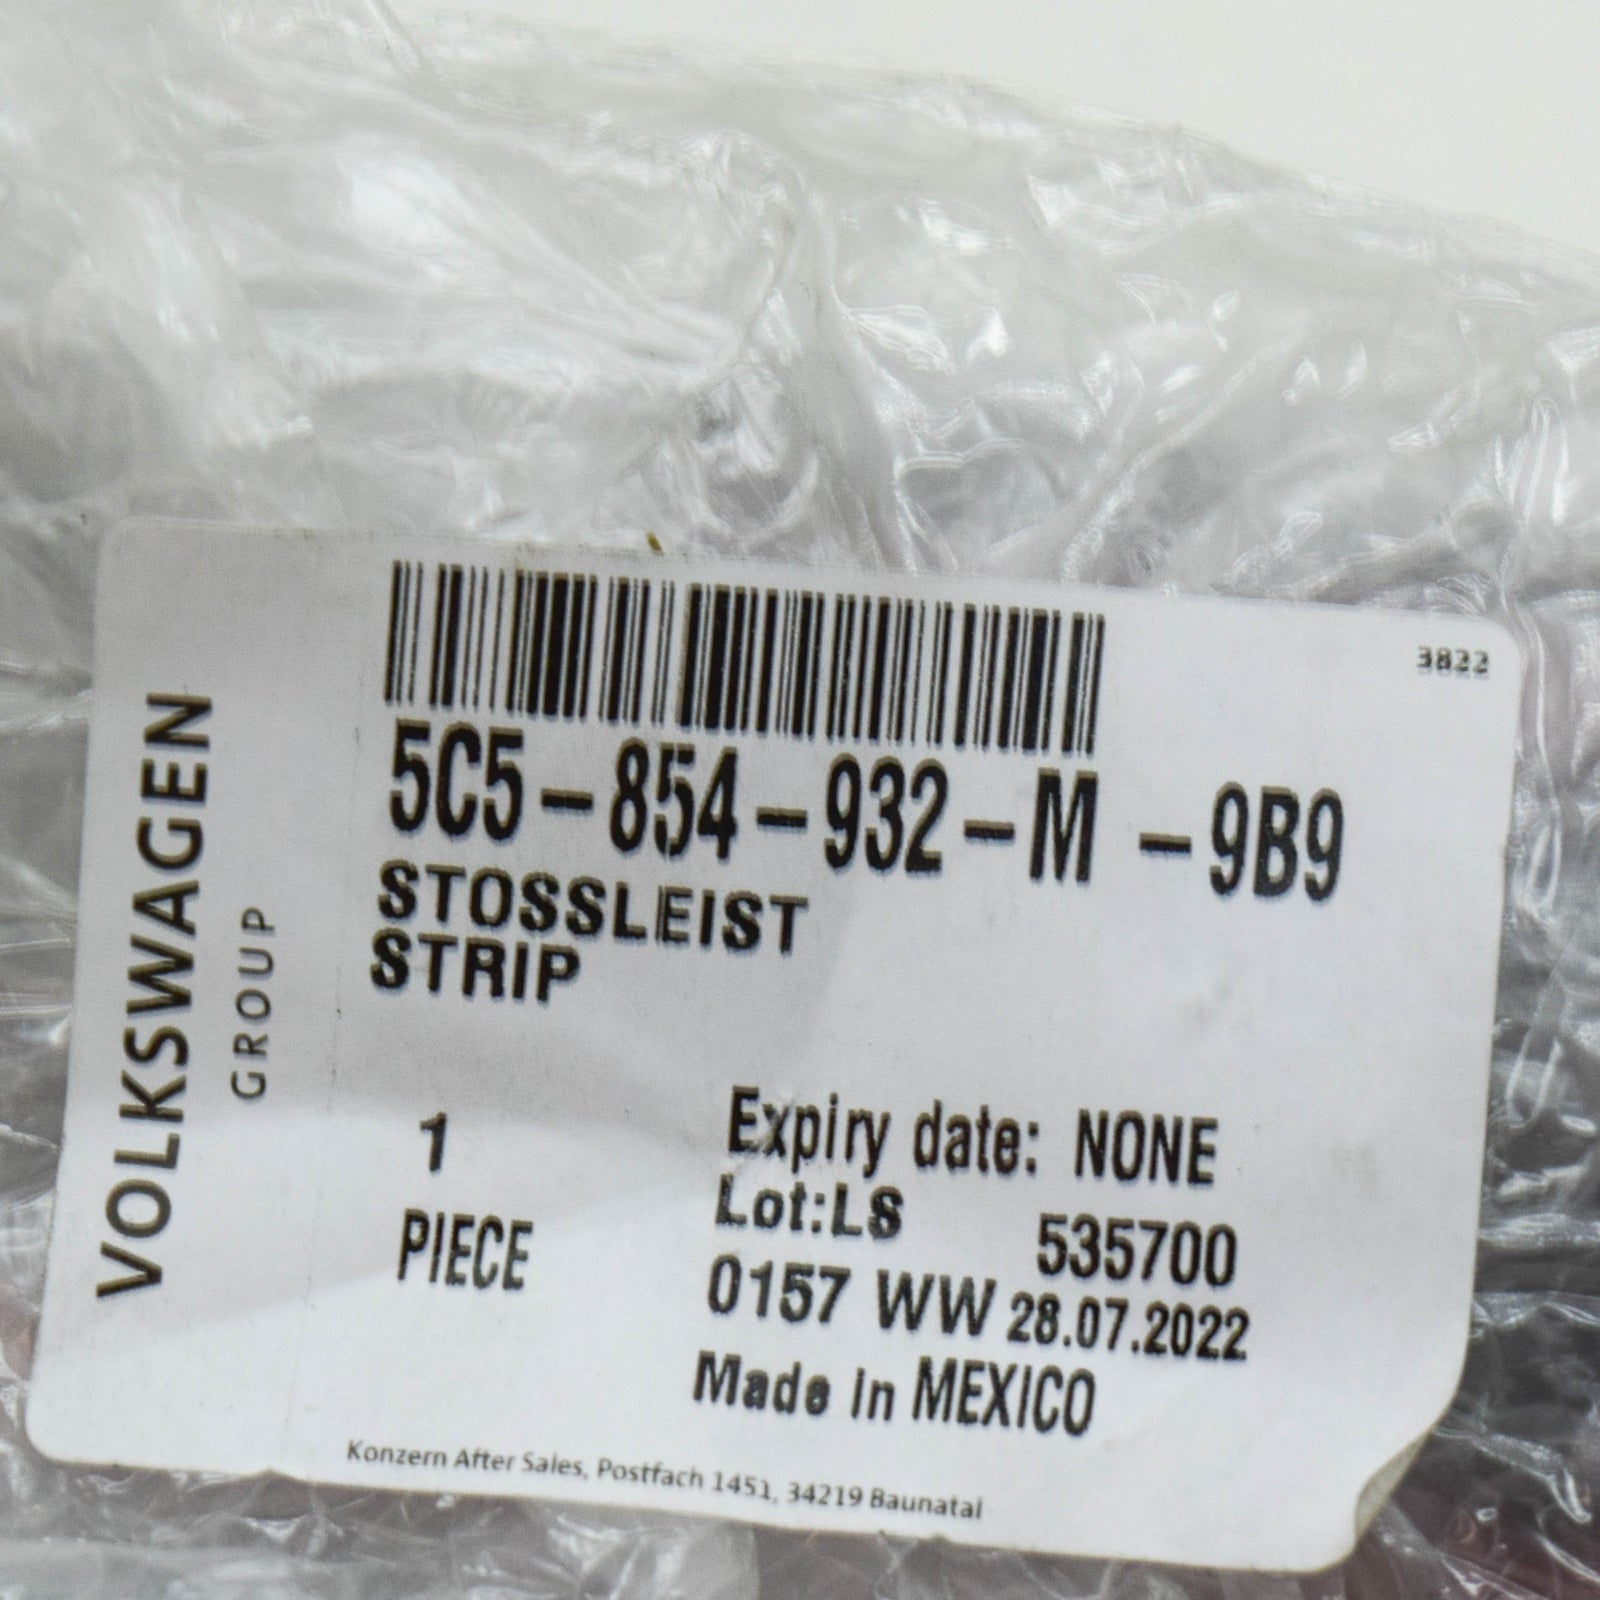 VOLKSWAGEN
GROUP
3822
5C5-854-932-M -9B9
STOSSLEIST
STRIP
1
PIECE
Expiry date: NONE
Lot:LS 535700
0157 WW 28.07.2022
Made in MEXICO
Konzern After Sales, Postfach 1451, 34219 Baunatal